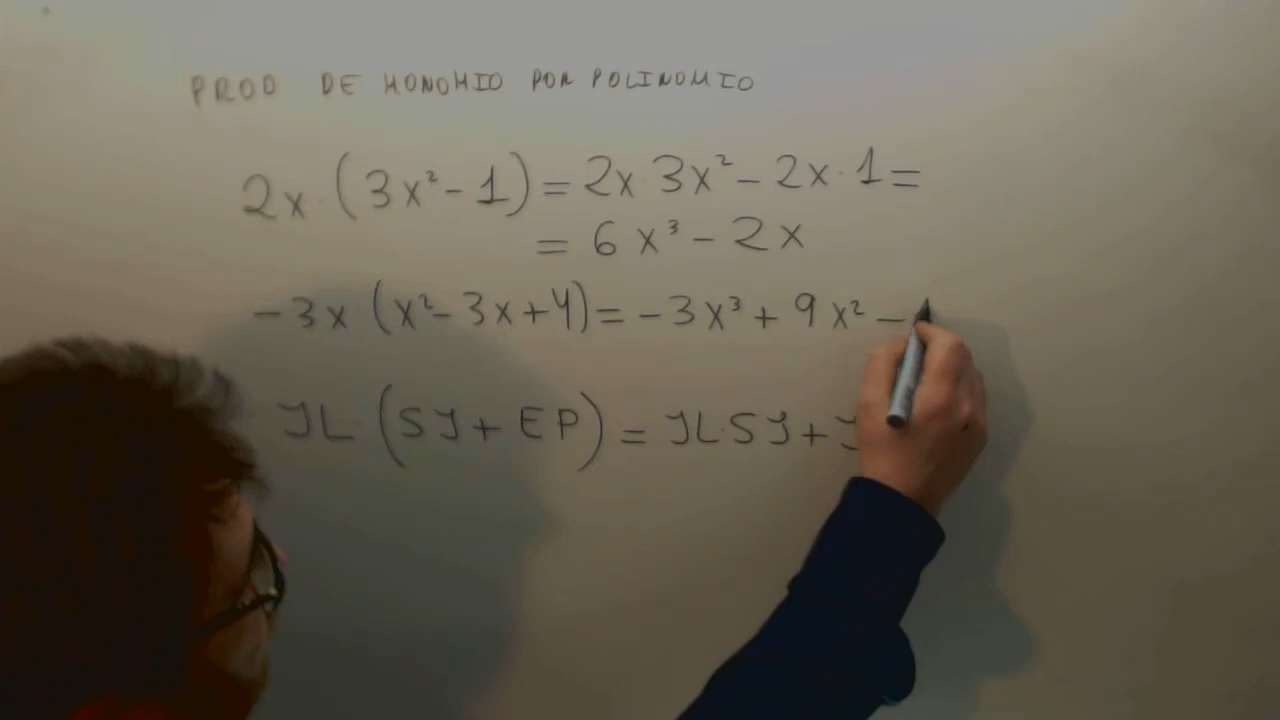 PROD DE MONOMIO POR POLINOMIO
2x · (3x² - 1) = 2x 3x² - 2x · 1 =
= 6x³ - 2x
-3x (x² - 3x + 4) = -3x³ + 9x² -
JL · (SJ + EP) = JL · SJ + J